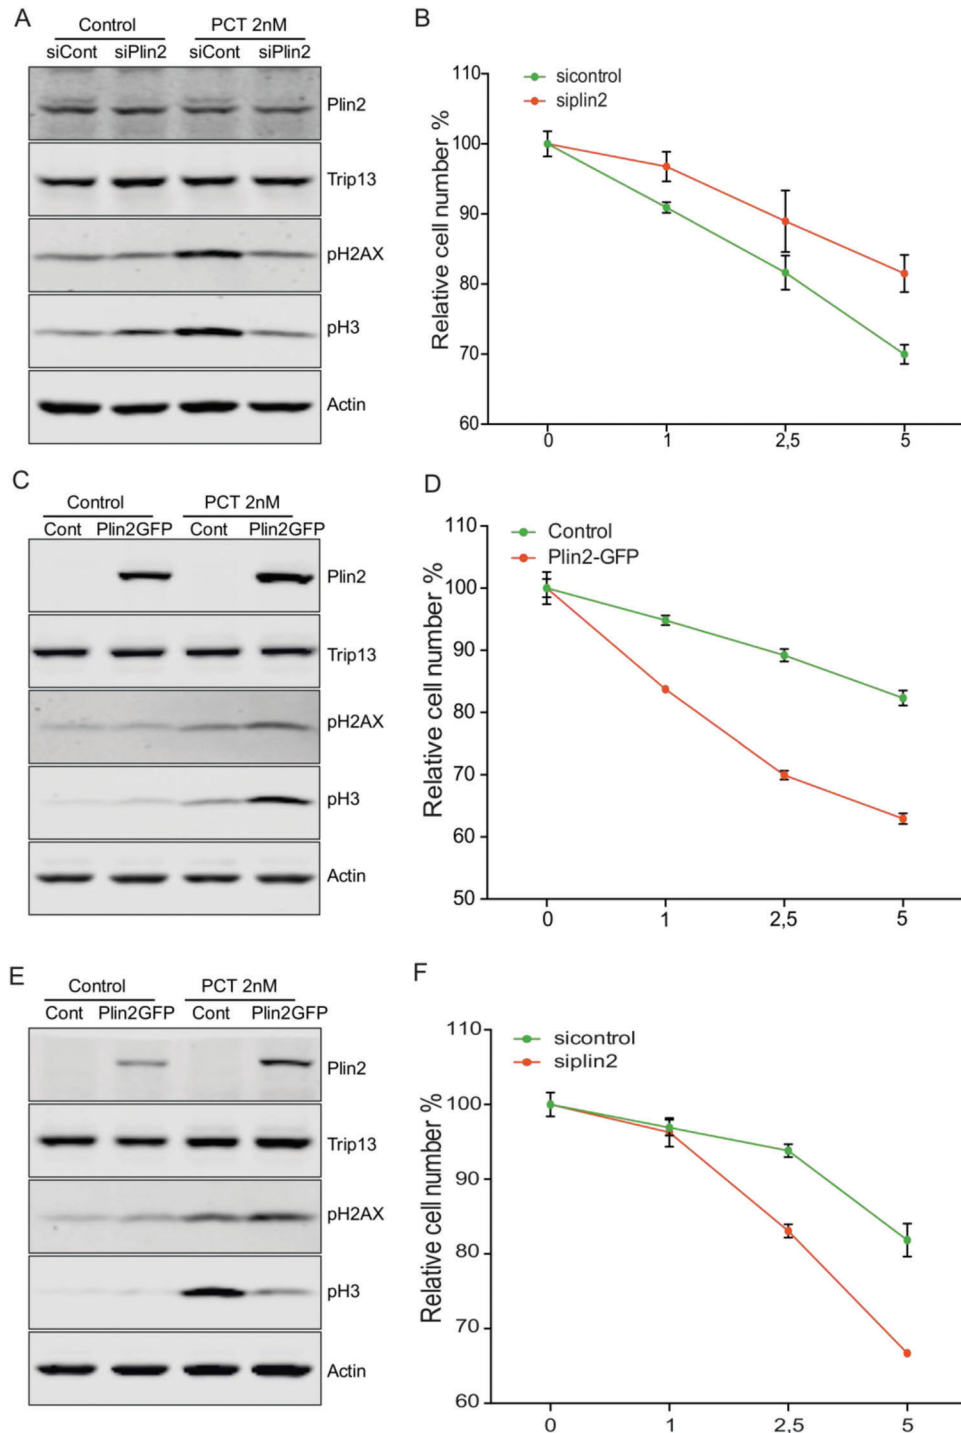 A
Control PCT 2nM
siCont siPlin2 siCont siPlin2
Plin2
Trip13
pH2AX
pH3
Actin
B
sicontrol
siplin2
Relative cell number %
110
100
90
80
70
60
0 1 2,5 5
C
Control PCT 2nM
Cont Plin2GFP Cont Plin2GFP
Plin2
Trip13
pH2AX
pH3
Actin
D
Control
Plin2-GFP
Relative cell number %
110
100
90
80
70
60
50
0 1 2,5 5
E
Control PCT 2nM
Cont Plin2GFP Cont Plin2GFP
Plin2
Trip13
pH2AX
pH3
Actin
F
sicontrol
siplin2
Relative cell number %
110
100
90
80
70
60
0 1 2,5 5